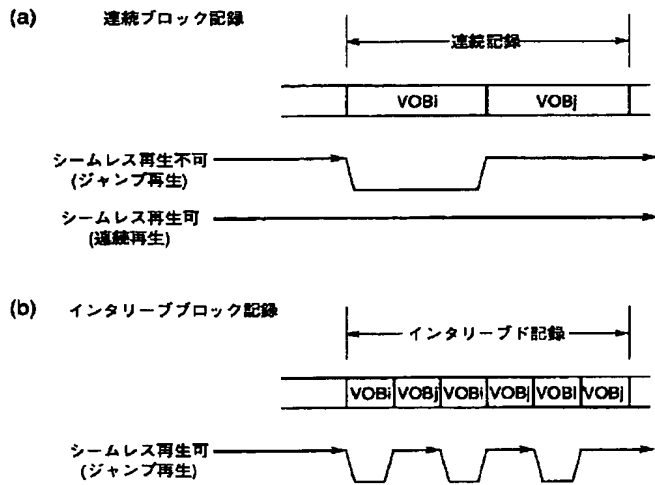 (a) 連続ブロック記録
連続記録
VOBi VOBj
シームレス再生不可
(ジャンプ再生)
シームレス再生可
(連続再生)
(b) インタリーブブロック記録
インタリーブド記録
VOBi VOBj VOBi VOBj VOBi VOBj
シームレス再生可
(ジャンプ再生)